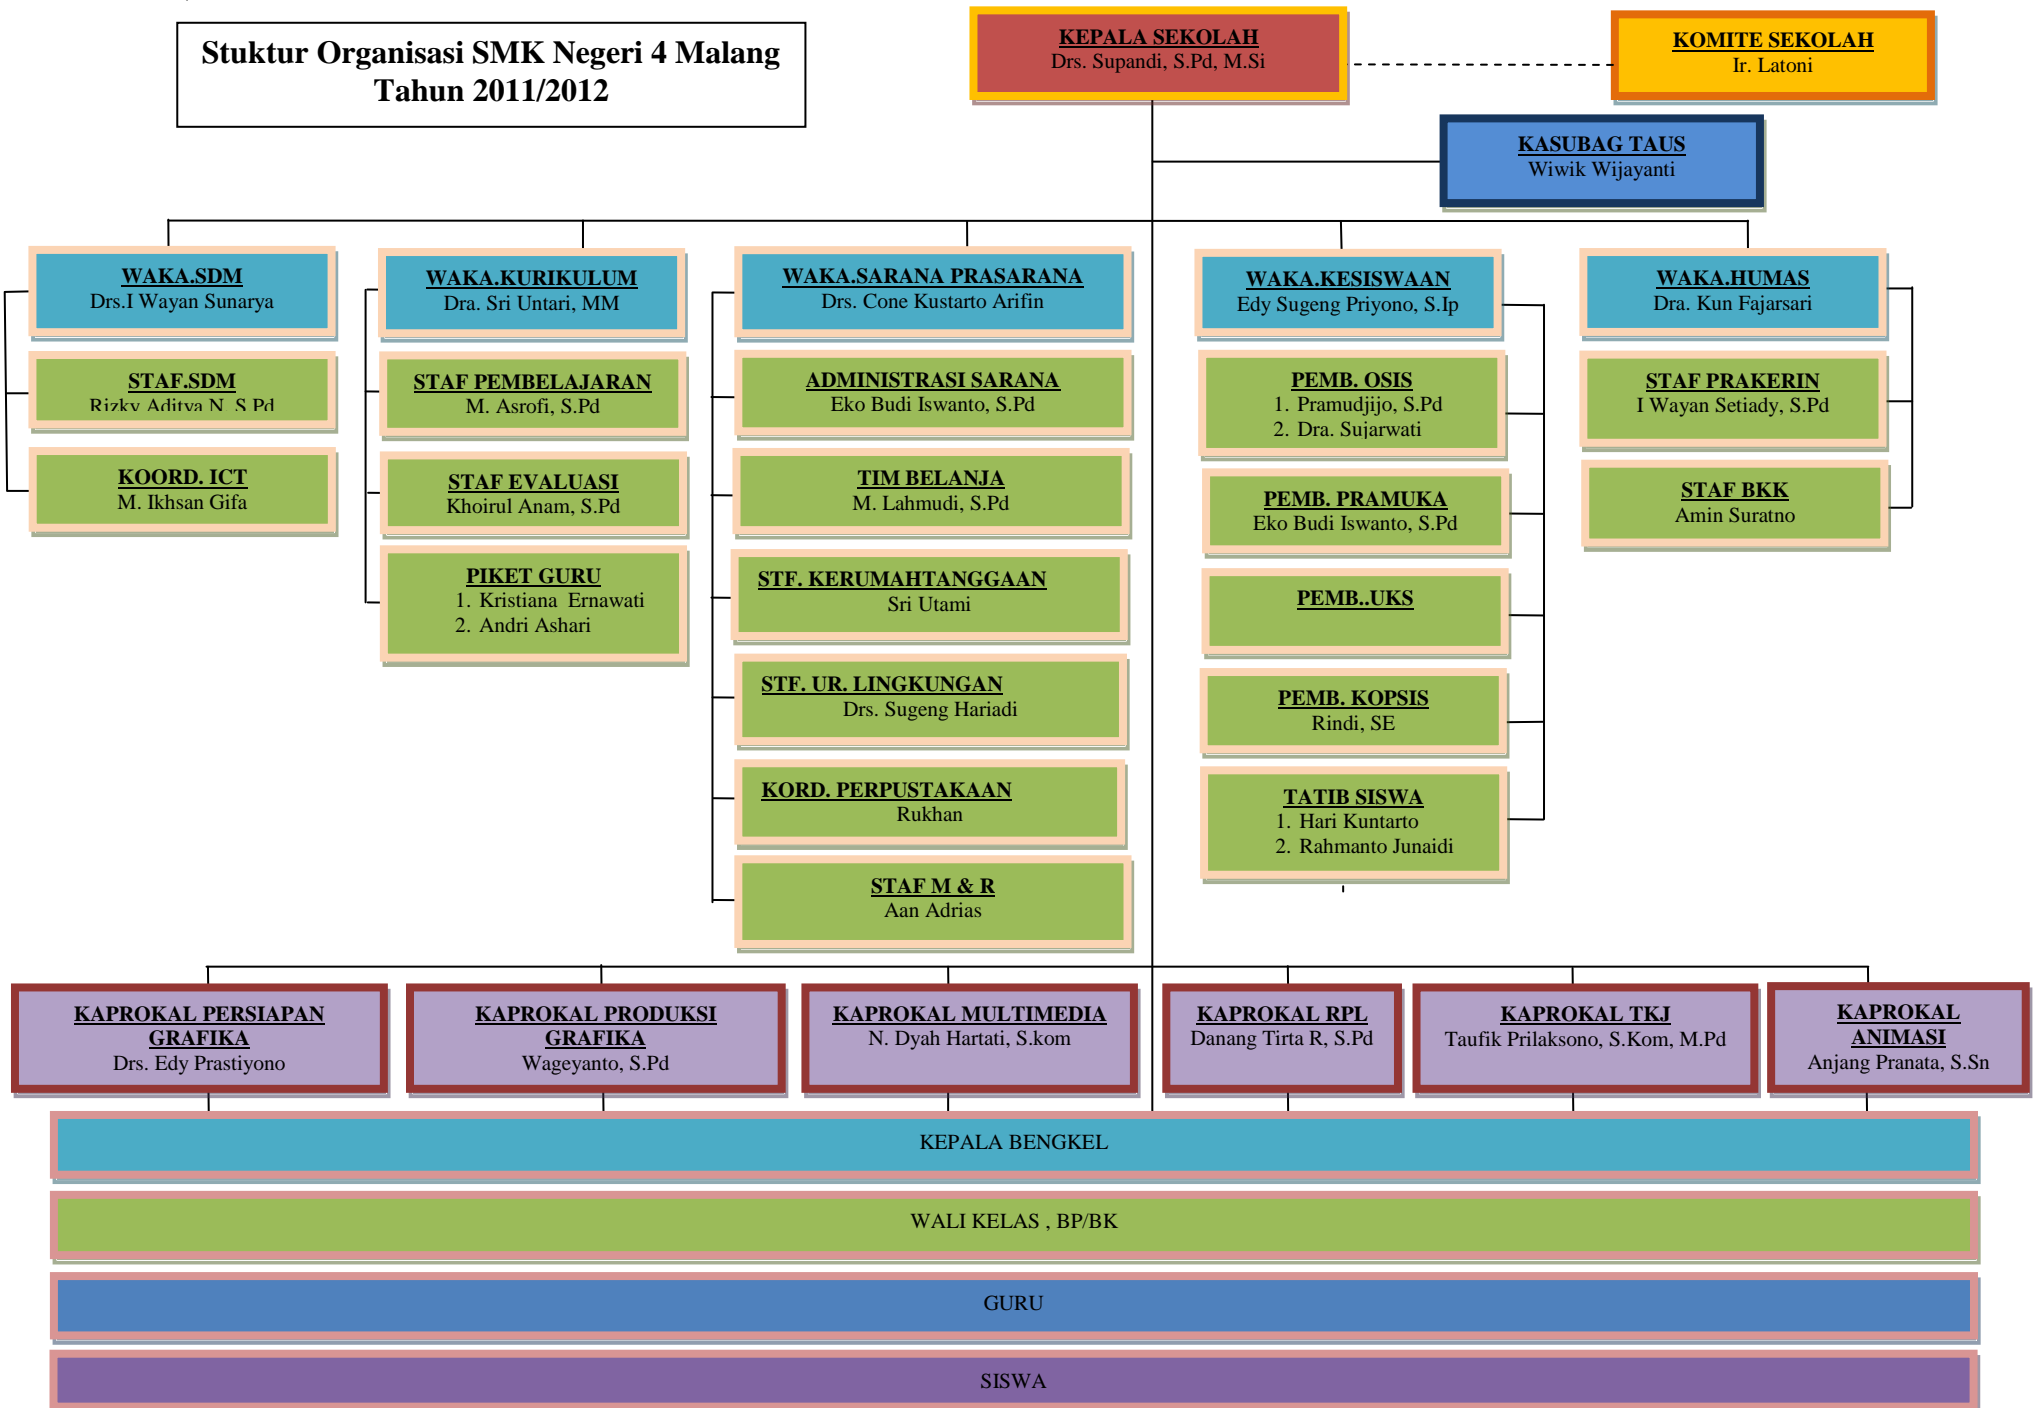 Stuktur Organisasi SMK Negeri 4 Malang
Tahun 2011/2012
KEPALA SEKOLAH
Drs. Supandi, S.Pd, M.Si
KOMITE SEKOLAH
Ir. Latoni
KASUBAG TAUS
Wiwik Wijayanti
WAKA.SDM
Drs.I Wayan Sunarya
STAF.SDM
Rizky Aditya N, S.Pd
KOORD. ICT
M. Ikhsan Gifa
WAKA.KURIKULUM
Dra. Sri Untari, MM
STAF PEMBELAJARAN
M. Asrofi, S.Pd
STAF EVALUASI
Khoirul Anam, S.Pd
PIKET GURU
1. Kristiana Ernawati
2. Andri Ashari
WAKA.SARANA PRASARANA
Drs. Cone Kustarto Arifin
ADMINISTRASI SARANA
Eko Budi Iswanto, S.Pd
TIM BELANJA
M. Lahmudi, S.Pd
STF. KERUMAHTANGGAAN
Sri Utami
STF. UR. LINGKUNGAN
Drs. Sugeng Hariadi
KORD. PERPUSTAKAAN
Rukhan
STAF M & R
Aan Adrias
WAKA.KESISWAAN
Edy Sugeng Priyono, S.Ip
PEMB. OSIS
1. Pramudjijo, S.Pd
2. Dra. Sujarwati
PEMB. PRAMUKA
Eko Budi Iswanto, S.Pd
PEMB..UKS
PEMB. KOPSIS
Rindi, SE
TATIB SISWA
1. Hari Kuntarto
2. Rahmanto Junaidi
WAKA.HUMAS
Dra. Kun Fajarsari
STAF PRAKERIN
I Wayan Setiady, S.Pd
STAF BKK
Amin Suratno
KAPROKAL PERSIAPAN
GRAFIKA
Drs. Edy Prastiyono
KAPROKAL PRODUKSI
GRAFIKA
Wageyanto, S.Pd
KAPROKAL MULTIMEDIA
N. Dyah Hartati, S.kom
KAPROKAL RPL
Danang Tirta R, S.Pd
KAPROKAL TKJ
Taufik Prilaksono, S.Kom, M.Pd
KAPROKAL
ANIMASI
Anjang Pranata, S.Sn
KEPALA BENGKEL
WALI KELAS , BP/BK
GURU
SISWA